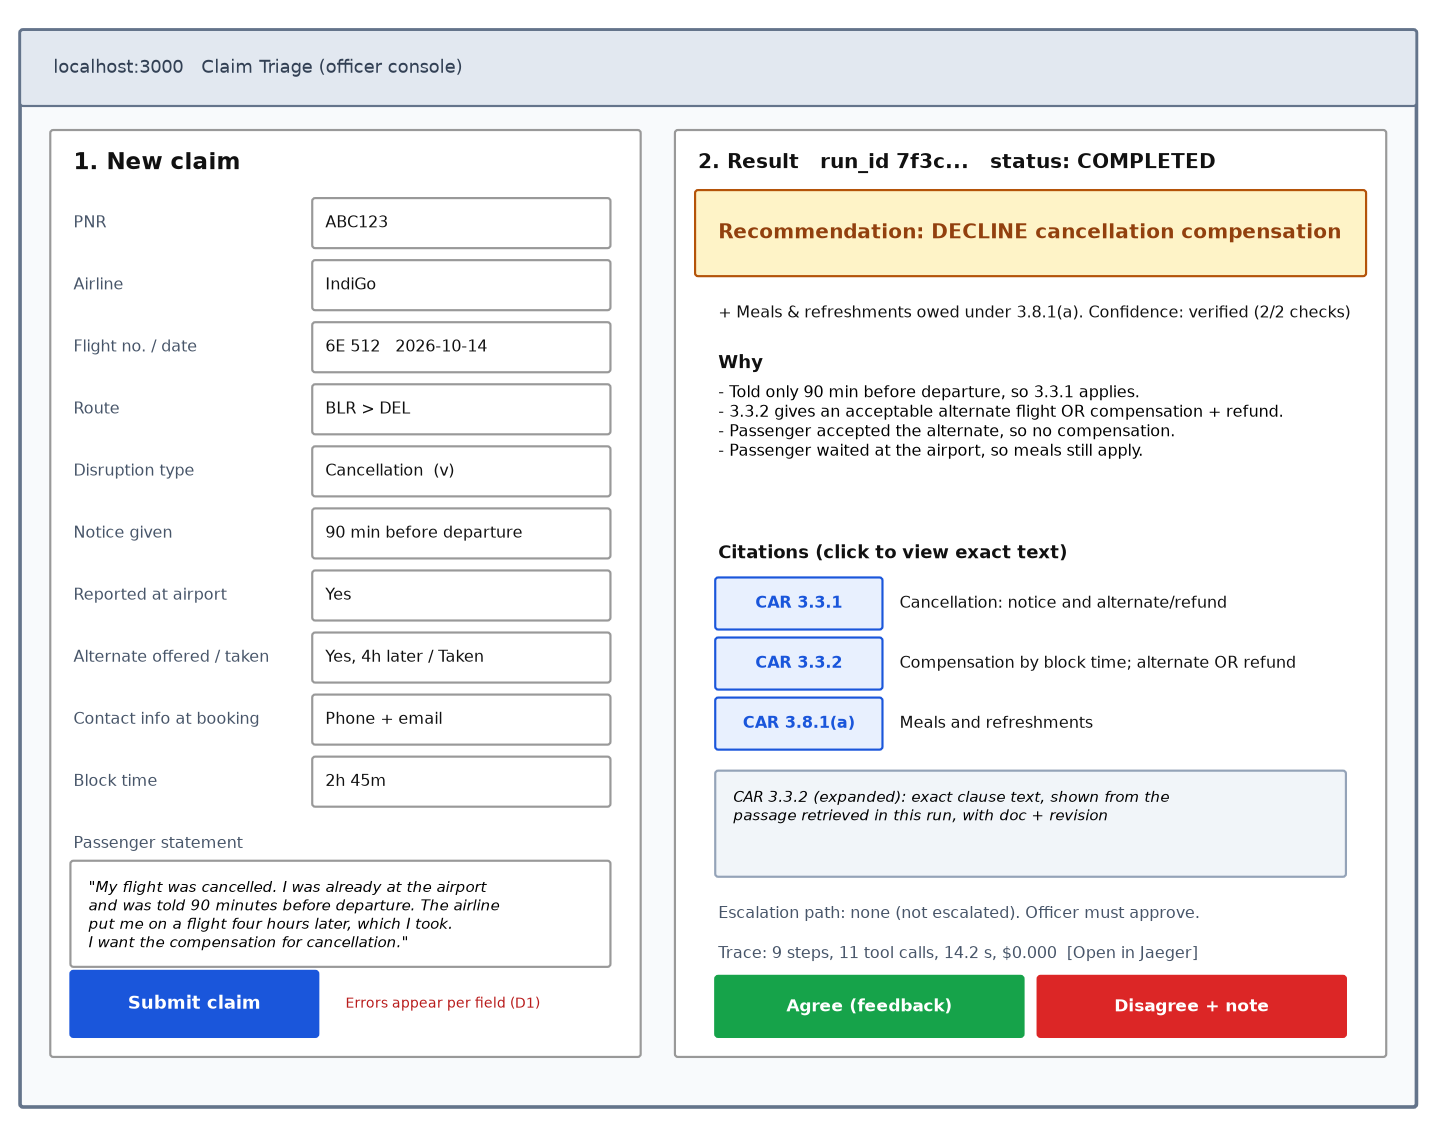 localhost:3000 Claim Triage (officer console)
1. New claim
PNR ABC123
Airline IndiGo
Flight no. / date 6E 512 2026-10-14
Route BLR > DEL
Disruption type Cancellation (v)
Notice given 90 min before departure
Reported at airport Yes
Alternate offered / taken Yes, 4h later / Taken
Contact info at booking Phone + email
Block time 2h 45m
Passenger statement
"My flight was cancelled. I was already at the airport
and was told 90 minutes before departure. The airline
put me on a flight four hours later, which I took.
I want the compensation for cancellation."
Submit claim Errors appear per field (D1)
2. Result run_id 7f3c... status: COMPLETED
Recommendation: DECLINE cancellation compensation
+ Meals & refreshments owed under 3.8.1(a). Confidence: verified (2/2 checks)
Why
- Told only 90 min before departure, so 3.3.1 applies.
- 3.3.2 gives an acceptable alternate flight OR compensation + refund.
- Passenger accepted the alternate, so no compensation.
- Passenger waited at the airport, so meals still apply.
Citations (click to view exact text)
CAR 3.3.1 Cancellation: notice and alternate/refund
CAR 3.3.2 Compensation by block time; alternate OR refund
CAR 3.8.1(a) Meals and refreshments
CAR 3.3.2 (expanded): exact clause text, shown from the
passage retrieved in this run, with doc + revision
Escalation path: none (not escalated). Officer must approve.
Trace: 9 steps, 11 tool calls, 14.2 s, $0.000 [Open in Jaeger]
Agree (feedback) Disagree + note